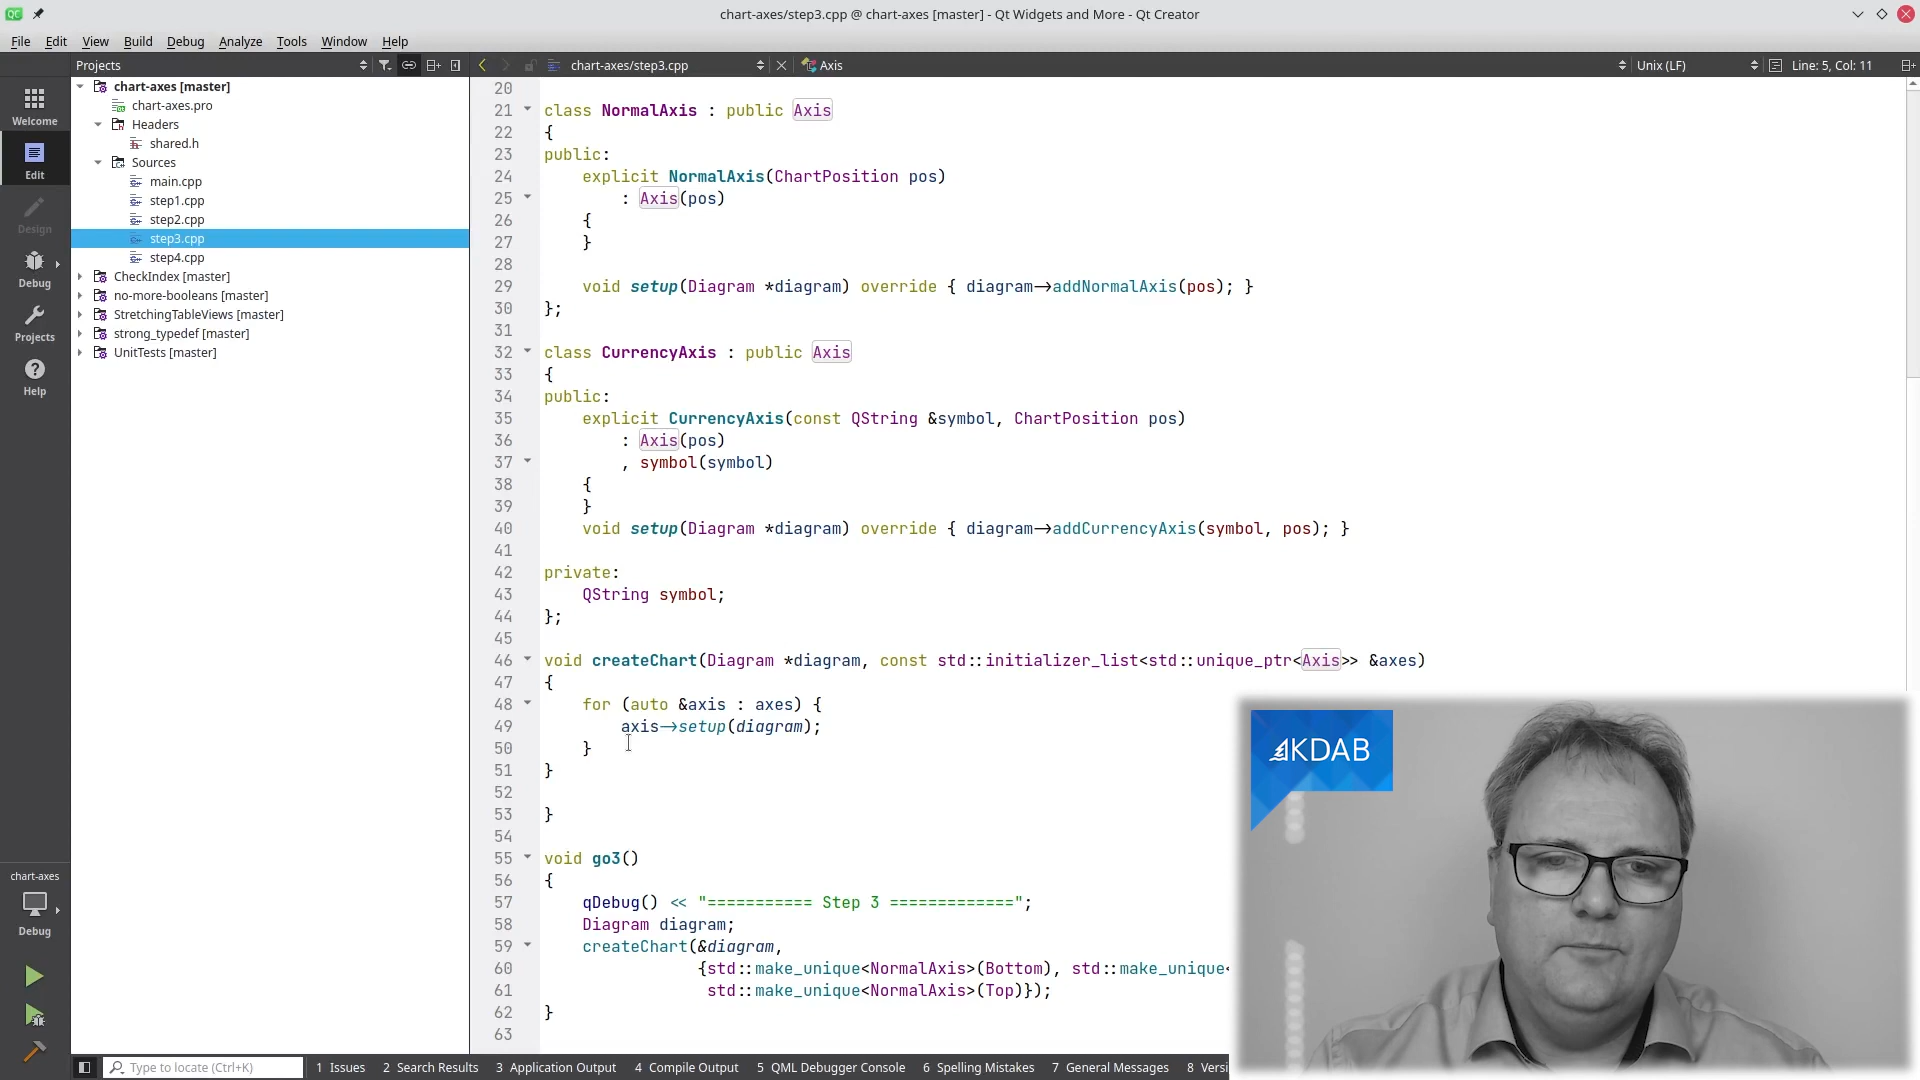 chart-axes/step3.cpp @ chart-axes [master] - Qt Widgets and More - Qt Creator
File Edit View Build Debug Analyze Tools Window Help
Projects
chart-axes/step3.cpp
Axis
Unix (LF)
Line: 5, Col: 11
Welcome
Edit
Design
Debug
Projects
Help
chart-axes
Debug
chart-axes [master]
chart-axes.pro
Headers
shared.h
Sources
main.cpp
step1.cpp
step2.cpp
step3.cpp
step4.cpp
CheckIndex [master]
no-more-booleans [master]
StretchingTableViews [master]
strong_typedef [master]
UnitTests [master]
20
21 class NormalAxis : public Axis
22 {
23 public:
24 explicit NormalAxis(ChartPosition pos)
25 : Axis(pos)
26 {
27 }
28
29 void setup(Diagram *diagram) override { diagram->addNormalAxis(pos); }
30 };
31
32 class CurrencyAxis : public Axis
33 {
34 public:
35 explicit CurrencyAxis(const QString &symbol, ChartPosition pos)
36 : Axis(pos)
37 , symbol(symbol)
38 {
39 }
40 void setup(Diagram *diagram) override { diagram->addCurrencyAxis(symbol, pos); }
41
42 private:
43 QString symbol;
44 };
45
46 void createChart(Diagram *diagram, const std::initializer_list<std::unique_ptr<Axis>> &axes)
47 {
48 for (auto &axis : axes) {
49 axis->setup(diagram);
50 }
51 }
52
53 }
54
55 void go3()
56 {
57 qDebug() << "=========== Step 3 =============";
58 Diagram diagram;
59 createChart(&diagram,
60 {std::make_unique<NormalAxis>(Bottom), std::make_unique<
61 std::make_unique<NormalAxis>(Top)});
62 }
63
KDAB
Type to locate (Ctrl+K)
1 Issues 2 Search Results 3 Application Output 4 Compile Output 5 QML Debugger Console 6 Spelling Mistakes 7 General Messages 8 Versi